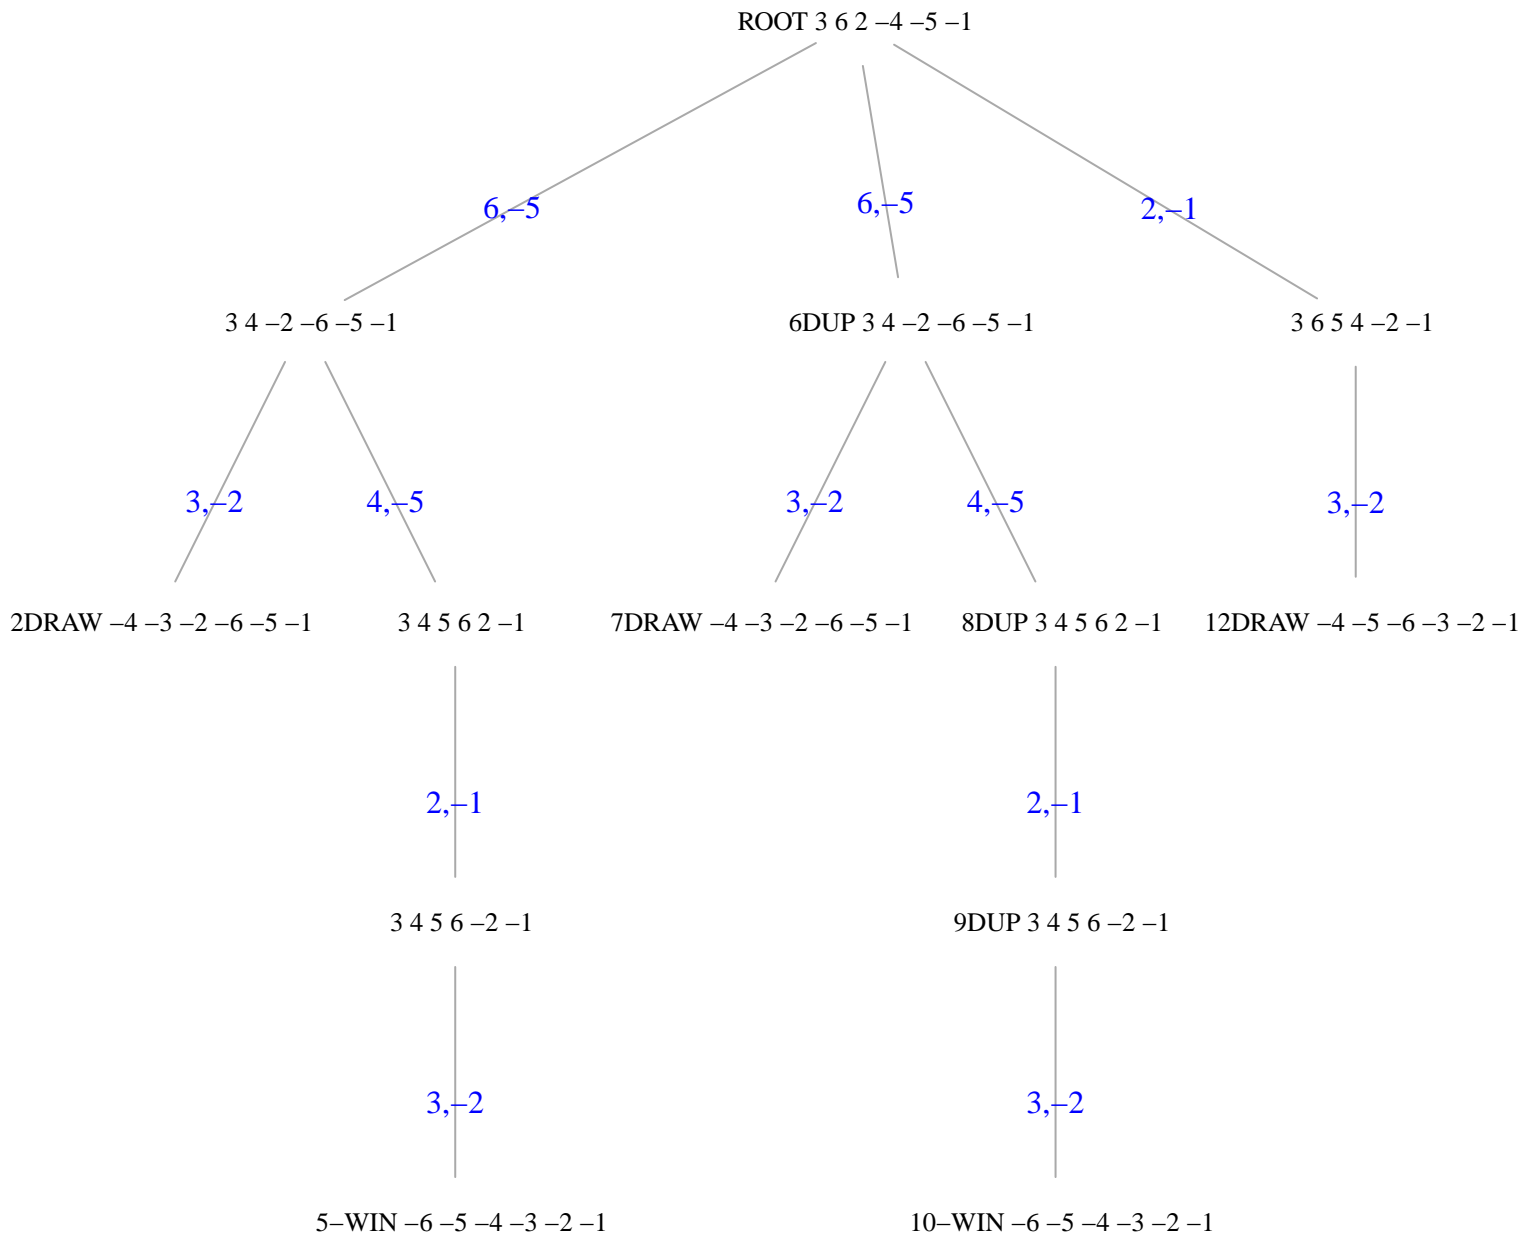 ROOT 3 6 2 –4 –5 –1
6,–5
6,–5
2,–1
3 4 –2 –6 –5 –1
6DUP 3 4 –2 –6 –5 –1
3 6 5 4 –2 –1
3,–2
4,–5
3,–2
4,–5
3,–2
2DRAW –4 –3 –2 –6 –5 –1
3 4 5 6 2 –1
7DRAW –4 –3 –2 –6 –5 –1
8DUP 3 4 5 6 2 –1
12DRAW –4 –5 –6 –3 –2 –1
2,–1
2,–1
3 4 5 6 –2 –1
9DUP 3 4 5 6 –2 –1
3,–2
3,–2
5–WIN –6 –5 –4 –3 –2 –1
10–WIN –6 –5 –4 –3 –2 –1